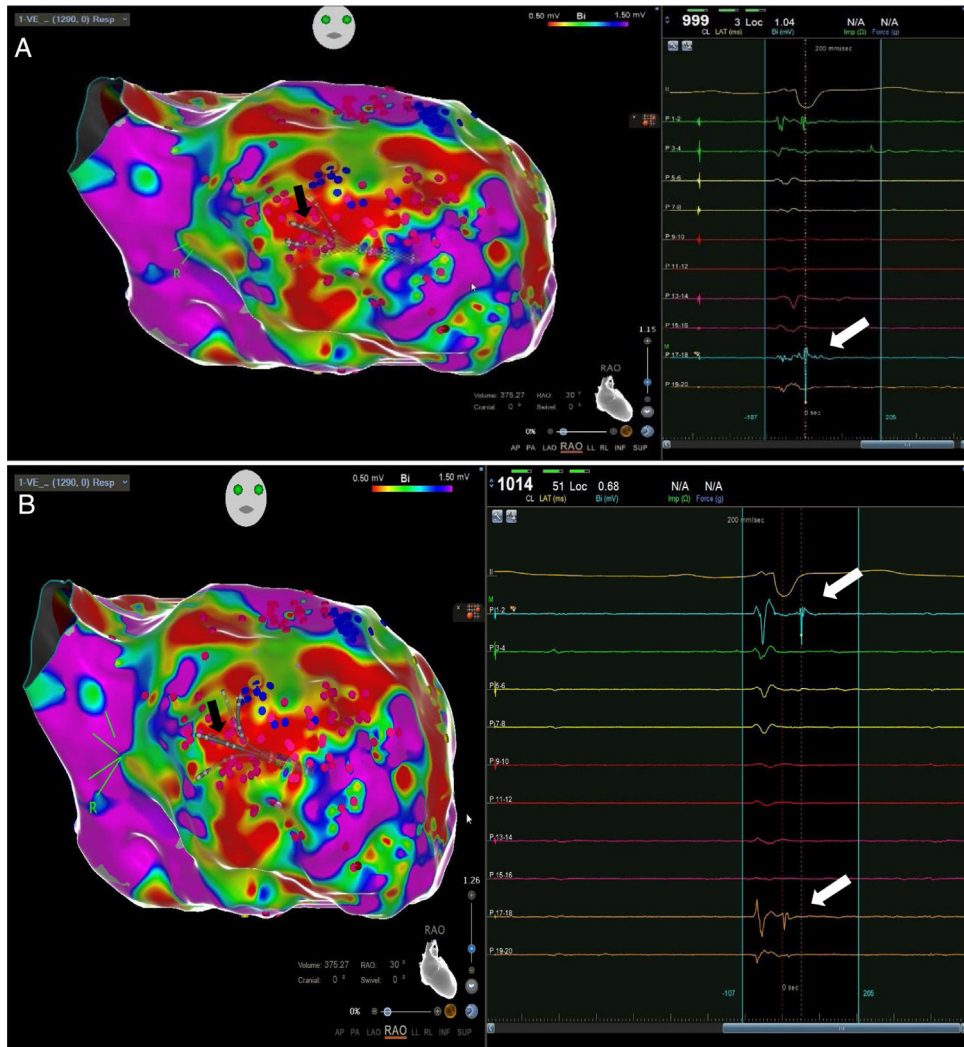 A
1-VE_.. (1290, 0) Resp
0.50 mV Bi 1.50 mV
R
1.15
Volume: 375.27 RAO: 30 °
Cranial: 0 ° Swivel: 0 °
RAO
0%
AP PA LAO RAO LL RL INF SUP
999 3 Loc 1.04 N/A N/A
CL LAT (ms) Bi (mV) Imp (Ω) Force (g)
200 mm/sec
II
P 1-2
P 3-4
P 5-6
P 7-8
P 9-10
P 11-12
P 13-14
P 15-16
M
P 17-18
P 19-20
0 sec
205
B
1-VE_.. (1290, 0) Resp
0.50 mV Bi 1.50 mV
R
1.26
RAO
Volume: 375.27 RAO: 30 °
Cranial: 0 ° Swivel: 0 °
0%
AP PA LAO RAO LL RL INF SUP
1014 51 Loc 0.68 N/A N/A
CL LAT (ms) Bi (mV) Imp (Ω) Force (g)
200 mm/sec
II
M
P 1-2
P 3-4
P 5-6
P 7-8
P 9-10
P 11-12
P 13-14
P 15-16
P 17-18
P 19-20
0 sec
-107 205